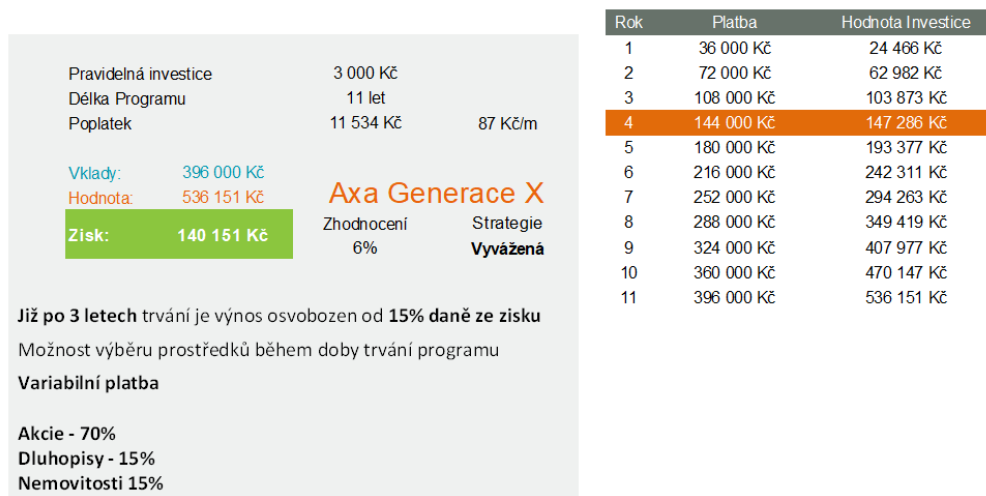 Pravidelná investice 3 000 Kč
Délka Programu 11 let
Poplatek 11 534 Kč 87 Kč/m
Vklady: 396 000 Kč
Hodnota: 536 151 Kč
Zisk: 140 151 Kč
Axa Generace X
Zhodnocení Strategie
6% Vyvážená
Již po 3 letech trvání je výnos osvobozen od 15% daně ze zisku
Možnost výběru prostředků během doby trvání programu
Variabilní platba
Akcie - 70%
Dluhopisy - 15%
Nemovitosti 15%
Rok Platba Hodnota Investice
1 36 000 Kč 24 466 Kč
2 72 000 Kč 62 982 Kč
3 108 000 Kč 103 873 Kč
4 144 000 Kč 147 286 Kč
5 180 000 Kč 193 377 Kč
6 216 000 Kč 242 311 Kč
7 252 000 Kč 294 263 Kč
8 288 000 Kč 349 419 Kč
9 324 000 Kč 407 977 Kč
10 360 000 Kč 470 147 Kč
11 396 000 Kč 536 151 Kč